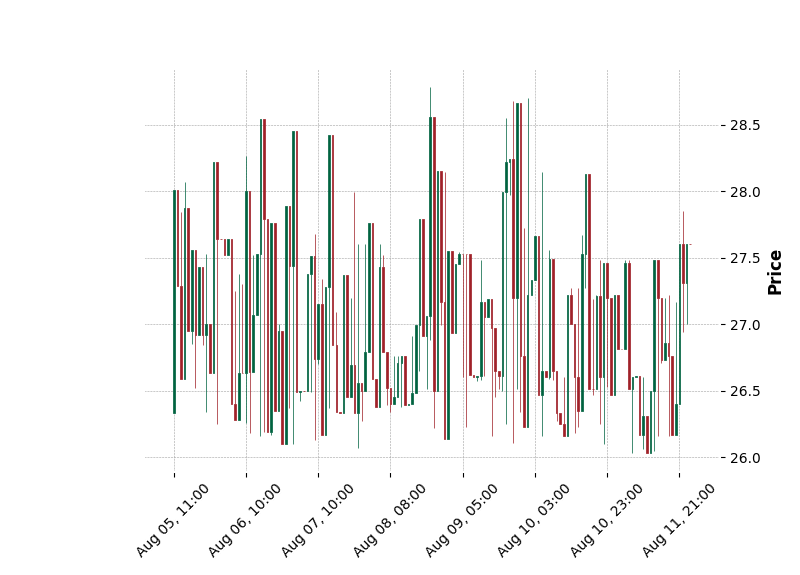 28.5
28.0
27.5
27.0
26.5
26.0
Price
Aug 05, 11:00
Aug 06, 10:00
Aug 07, 10:00
Aug 08, 08:00
Aug 09, 05:00
Aug 10, 03:00
Aug 10, 23:00
Aug 11, 21:00